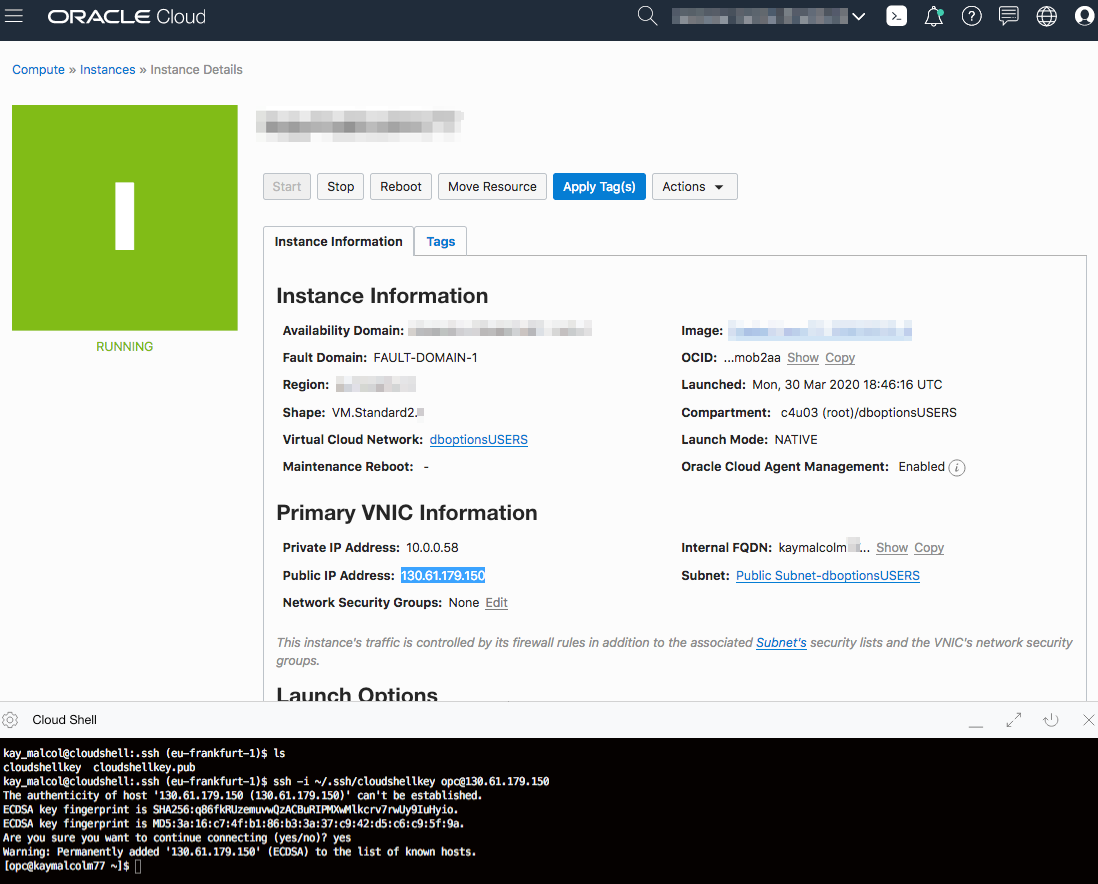 ORACLE Cloud
Compute » Instances » Instance Details
I
RUNNING
Start Stop Reboot Move Resource Apply Tag(s) Actions
Instance Information Tags
Instance Information
Availability Domain:
Image:
Fault Domain: FAULT-DOMAIN-1
OCID: ...mob2aa Show Copy
Region:
Launched: Mon, 30 Mar 2020 18:46:16 UTC
Shape: VM.Standard2.
Compartment: c4u03 (root)/dboptionsUSERS
Virtual Cloud Network: dboptionsUSERS
Launch Mode: NATIVE
Maintenance Reboot: -
Oracle Cloud Agent Management: Enabled i
Primary VNIC Information
Private IP Address: 10.0.0.58
Internal FQDN: kaymalcolm... Show Copy
Public IP Address: 130.61.179.150
Subnet: Public Subnet-dboptionsUSERS
Network Security Groups: None Edit
This instance's traffic is controlled by its firewall rules in addition to the associated Subnet's security lists and the VNIC's network security
groups.
Launch Options
Cloud Shell
kay_malcol@cloudshell:.ssh (eu-frankfurt-1)$ ls
cloudshellkey cloudshellkey.pub
kay_malcol@cloudshell:.ssh (eu-frankfurt-1)$ ssh -i ~/.ssh/cloudshellkey opc@130.61.179.150
The authenticity of host '130.61.179.150 (130.61.179.150)' can't be established.
ECDSA key fingerprint is SHA256:q86fkRUzemuvwQzACBuRIPMXwMlkcrv7rwUy9IuHyio.
ECDSA key fingerprint is MD5:3a:16:c7:4f:b1:86:b3:3a:37:c9:42:d5:c6:c9:5f:9a.
Are you sure you want to continue connecting (yes/no)? yes
Warning: Permanently added '130.61.179.150' (ECDSA) to the list of known hosts.
[opc@kaymalcolm77 ~]$